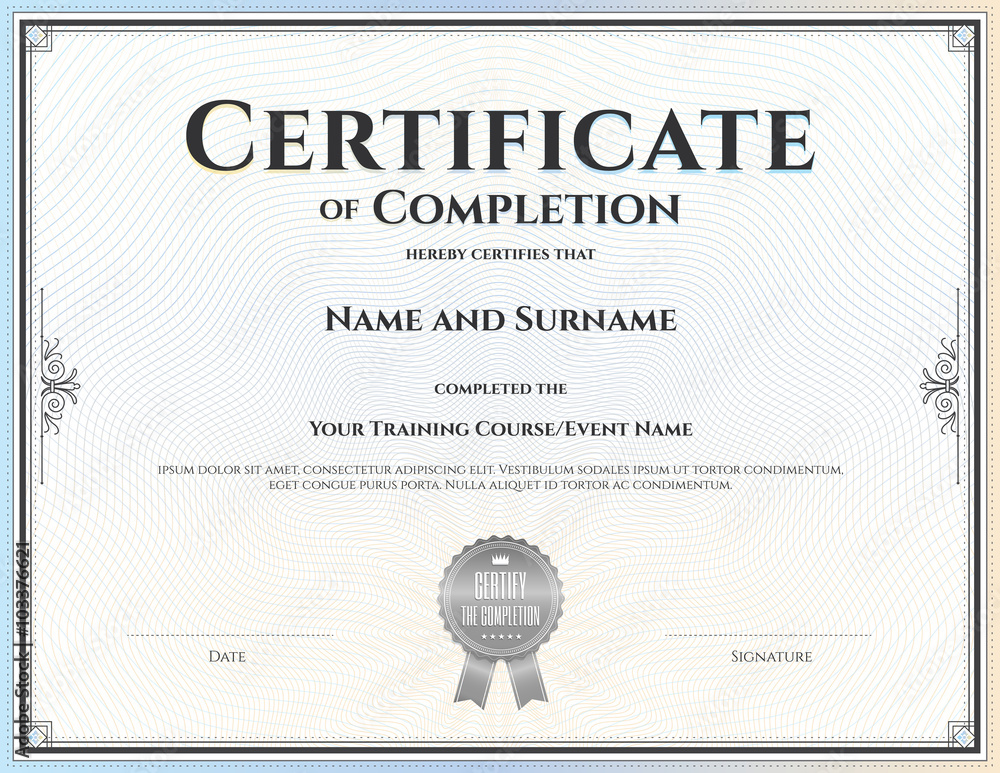 Certificate
of Completion
hereby certifies that
Name and Surname
completed the
Your Training Course/Event Name
ipsum dolor sit amet, consectetur adipiscing elit. Vestibulum sodales ipsum ut tortor condimentum,
eget congue purus porta. Nulla aliquet id tortor ac condimentum.
CERTIFY
THE COMPLETION
Date
Signature
Adobe Stock | #103376621